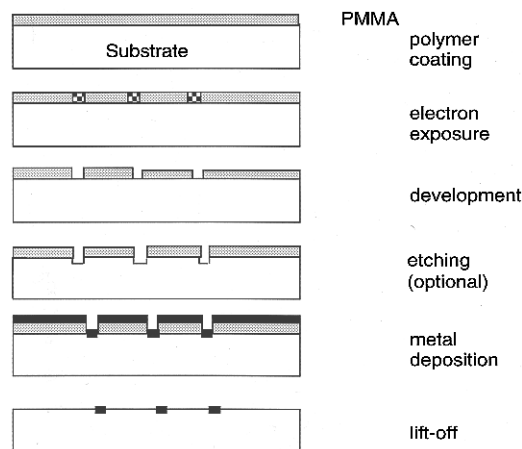 PMMA
polymer
coating
Substrate
electron
exposure
development
etching
(optional)
metal
deposition
lift-off